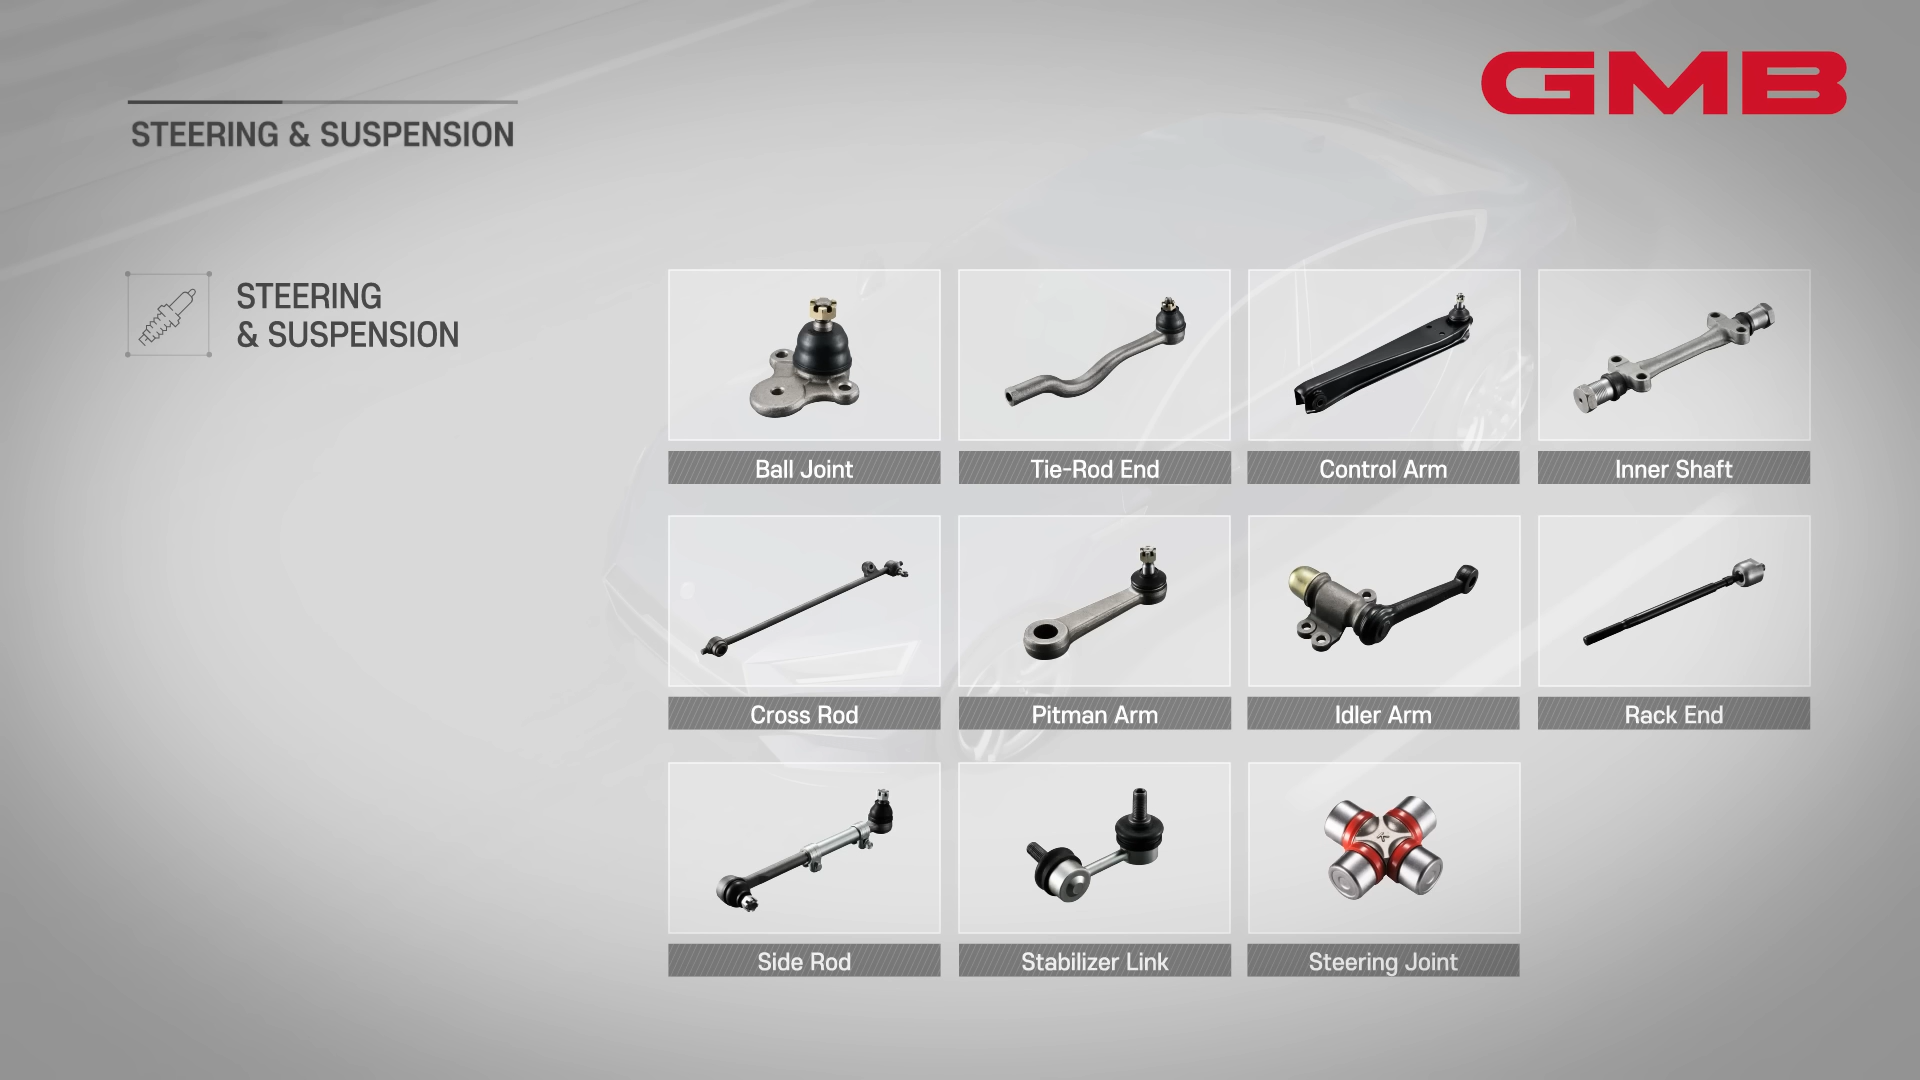 GMB
STEERING & SUSPENSION
STEERING
& SUSPENSION
Ball Joint
Tie-Rod End
Control Arm
Inner Shaft
Cross Rod
Pitman Arm
Idler Arm
Rack End
Side Rod
Stabilizer Link
Steering Joint